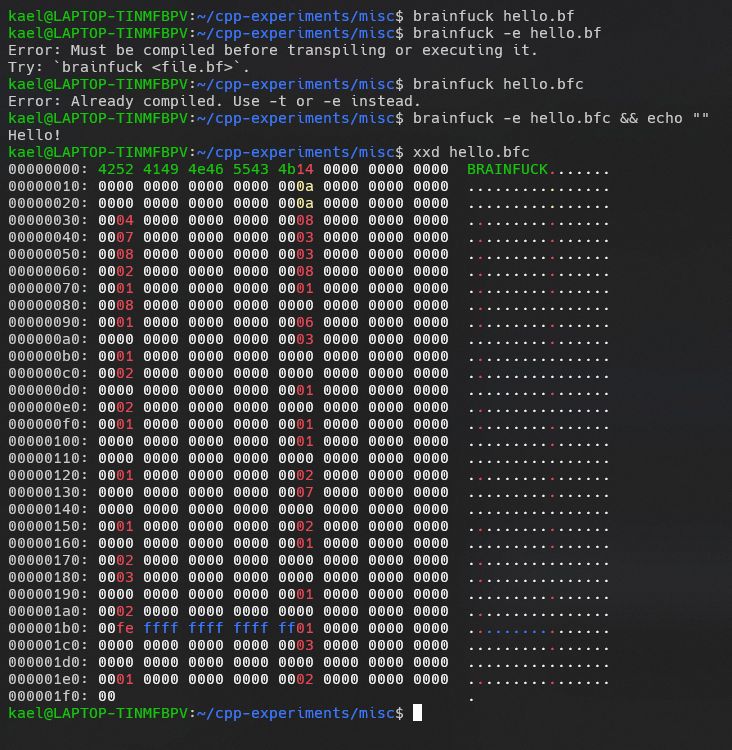 kael@LAPTOP-TINMFBPV:~/cpp-experiments/misc$ brainfuck hello.bf
kael@LAPTOP-TINMFBPV:~/cpp-experiments/misc$ brainfuck -e hello.bf
Error: Must be compiled before transpiling or executing it.
Try: `brainfuck <file.bf>`.
kael@LAPTOP-TINMFBPV:~/cpp-experiments/misc$ brainfuck hello.bfc
Error: Already compiled. Use -t or -e instead.
kael@LAPTOP-TINMFBPV:~/cpp-experiments/misc$ brainfuck -e hello.bfc && echo ""
Hello!
kael@LAPTOP-TINMFBPV:~/cpp-experiments/misc$ xxd hello.bfc
00000000: 4252 4149 4e46 5543 4b14 0000 0000 0000  BRAINFUCK.......
00000010: 0000 0000 0000 0000 000a 0000 0000 0000  ................
00000020: 0000 0000 0000 0000 000a 0000 0000 0000  ................
00000030: 0004 0000 0000 0000 0008 0000 0000 0000  ................
00000040: 0007 0000 0000 0000 0003 0000 0000 0000  ................
00000050: 0008 0000 0000 0000 0003 0000 0000 0000  ................
00000060: 0002 0000 0000 0000 0008 0000 0000 0000  ................
00000070: 0001 0000 0000 0000 0001 0000 0000 0000  ................
00000080: 0008 0000 0000 0000 0000 0000 0000 0000  ................
00000090: 0001 0000 0000 0000 0006 0000 0000 0000  ................
000000a0: 0000 0000 0000 0000 0003 0000 0000 0000  ................
000000b0: 0001 0000 0000 0000 0000 0000 0000 0000  ................
000000c0: 0002 0000 0000 0000 0000 0000 0000 0000  ................
000000d0: 0000 0000 0000 0000 0001 0000 0000 0000  ................
000000e0: 0002 0000 0000 0000 0000 0000 0000 0000  ................
000000f0: 0001 0000 0000 0000 0001 0000 0000 0000  ................
00000100: 0000 0000 0000 0000 0001 0000 0000 0000  ................
00000110: 0000 0000 0000 0000 0000 0000 0000 0000  ................
00000120: 0001 0000 0000 0000 0002 0000 0000 0000  ................
00000130: 0000 0000 0000 0000 0007 0000 0000 0000  ................
00000140: 0000 0000 0000 0000 0000 0000 0000 0000  ................
00000150: 0001 0000 0000 0000 0002 0000 0000 0000  ................
00000160: 0000 0000 0000 0000 0001 0000 0000 0000  ................
00000170: 0002 0000 0000 0000 0000 0000 0000 0000  ................
00000180: 0003 0000 0000 0000 0000 0000 0000 0000  ................
00000190: 0000 0000 0000 0000 0001 0000 0000 0000  ................
000001a0: 0002 0000 0000 0000 0000 0000 0000 0000  ................
000001b0: 00fe ffff ffff ffff ff01 0000 0000 0000  ................
000001c0: 0000 0000 0000 0000 0003 0000 0000 0000  ................
000001d0: 0000 0000 0000 0000 0000 0000 0000 0000  ................
000001e0: 0001 0000 0000 0000 0002 0000 0000 0000  ................
000001f0: 00                                       .
kael@LAPTOP-TINMFBPV:~/cpp-experiments/misc$